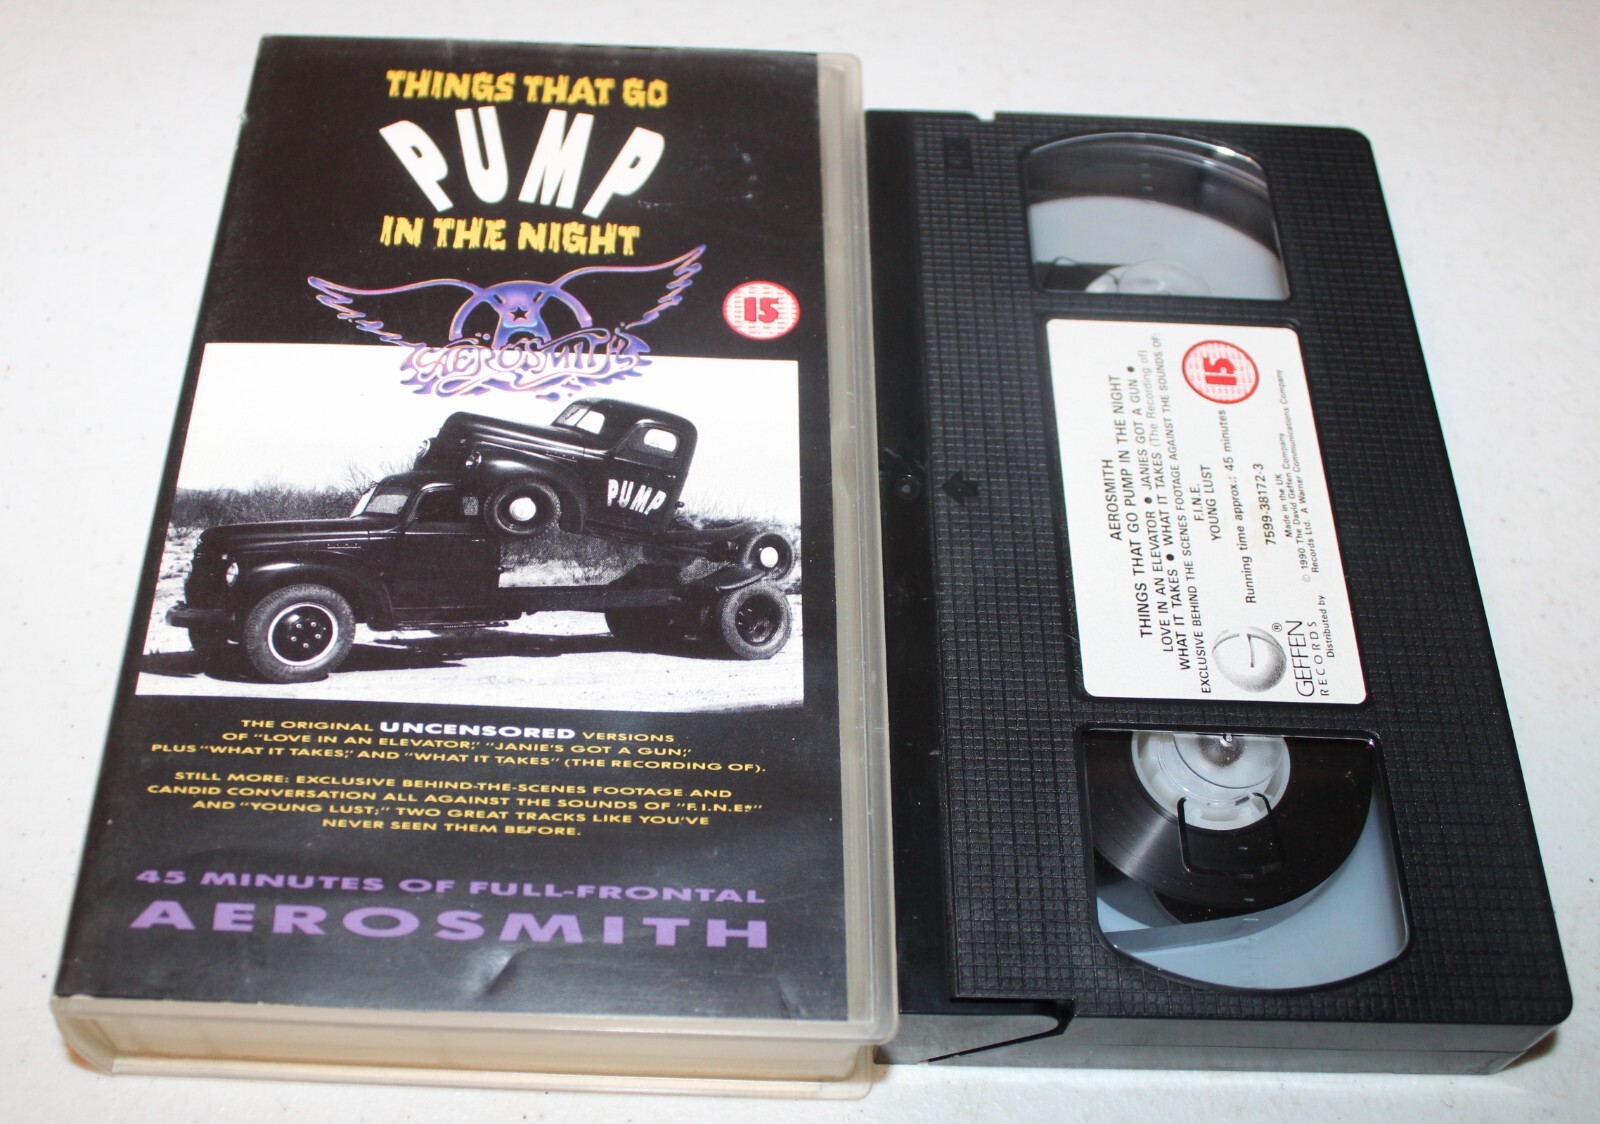 THINGS THAT GO
PUMP
IN THE NIGHT
AEROSMITH
15
PUMP
THE ORIGINAL UNCENSORED VERSIONS
OF "LOVE IN AN ELEVATOR," "JANIE'S GOT A GUN,"
PLUS "WHAT IT TAKES," AND "WHAT IT TAKES" (THE RECORDING OF).
STILL MORE: EXCLUSIVE BEHIND-THE-SCENES FOOTAGE AND
CANDID CONVERSATION ALL AGAINST THE SOUNDS OF "F.I.N.E.*"
AND "YOUNG LUST;" TWO GREAT TRACKS LIKE YOU'VE
NEVER SEEN THEM BEFORE.
45 MINUTES OF FULL-FRONTAL
AEROSMITH
AEROSMITH
THINGS THAT GO PUMP IN THE NIGHT
LOVE IN AN ELEVATOR • JANIES GOT A GUN •
WHAT IT TAKES • WHAT IT TAKES (The Recording of)
EXCLUSIVE BEHIND THE SCENES FOOTAGE AGAINST THE SOUNDS OF:
F.I.N.E.
YOUNG LUST
15
Running time approx.: 45 minutes
7599-38172-3
Made in the UK
© 1990 The David Geffen Company
Records Ltd. A Warner Communications Company
Distributed by
GEFFEN®
RECORDS